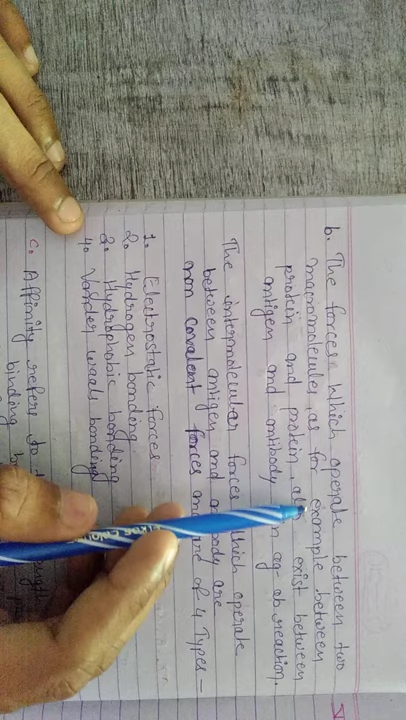 b. The forces which operate between two
macromolecules, as for example between
protein and protein, also exist between
antigen and antibody in ag-ab reaction.
The intermolecular forces which operate
between antigen and antibody are
non covalent forces and are of 4 Types -
1. Electrostatic forces
2. Hydrogen bonding
3. Hydrophobic bonding
4. Vander waals bonding
c. Affinity refers to
binding